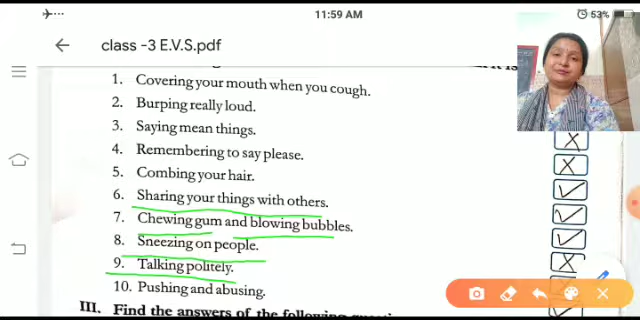 11:59 AM
53%
class -3 E.V.S.pdf
1. Covering your mouth when you cough.
2. Burping really loud.
3. Saying mean things.
4. Remembering to say please.
5. Combing your hair.
6. Sharing your things with others.
7. Chewing gum and blowing bubbles.
8. Sneezing on people.
9. Talking politely.
10. Pushing and abusing.
III. Find the answers of the following